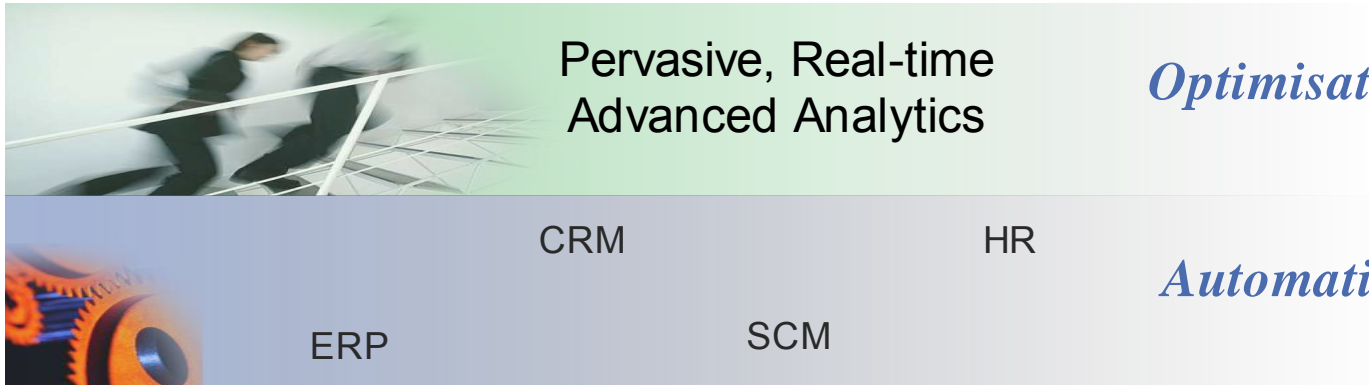 Pervasive, Real-time
Advanced Analytics
Optimisat
CRM
HR
Automati
ERP
SCM